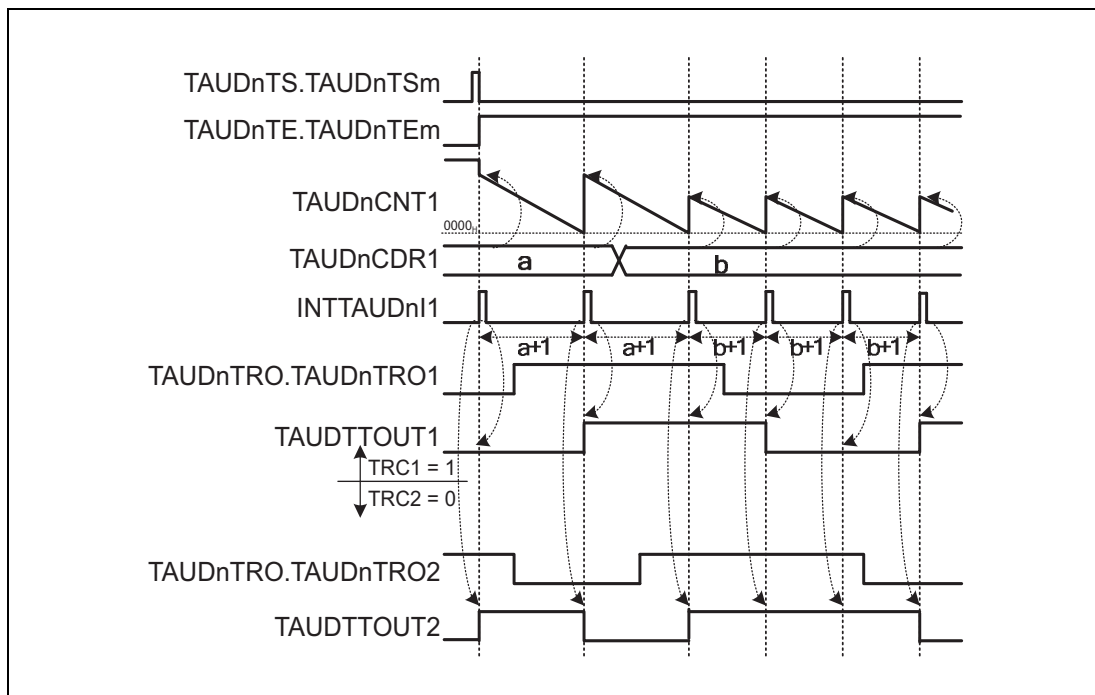 TAUDnTS.TAUDnTSm
TAUDnTE.TAUDnTEm
TAUDnCNT1
0000H
TAUDnCDR1
a
b
INTTAUDnI1
a+1
a+1
b+1
b+1
b+1
TAUDnTRO.TAUDnTRO1
TAUDTTOUT1
TRC1 = 1
TRC2 = 0
TAUDnTRO.TAUDnTRO2
TAUDTTOUT2